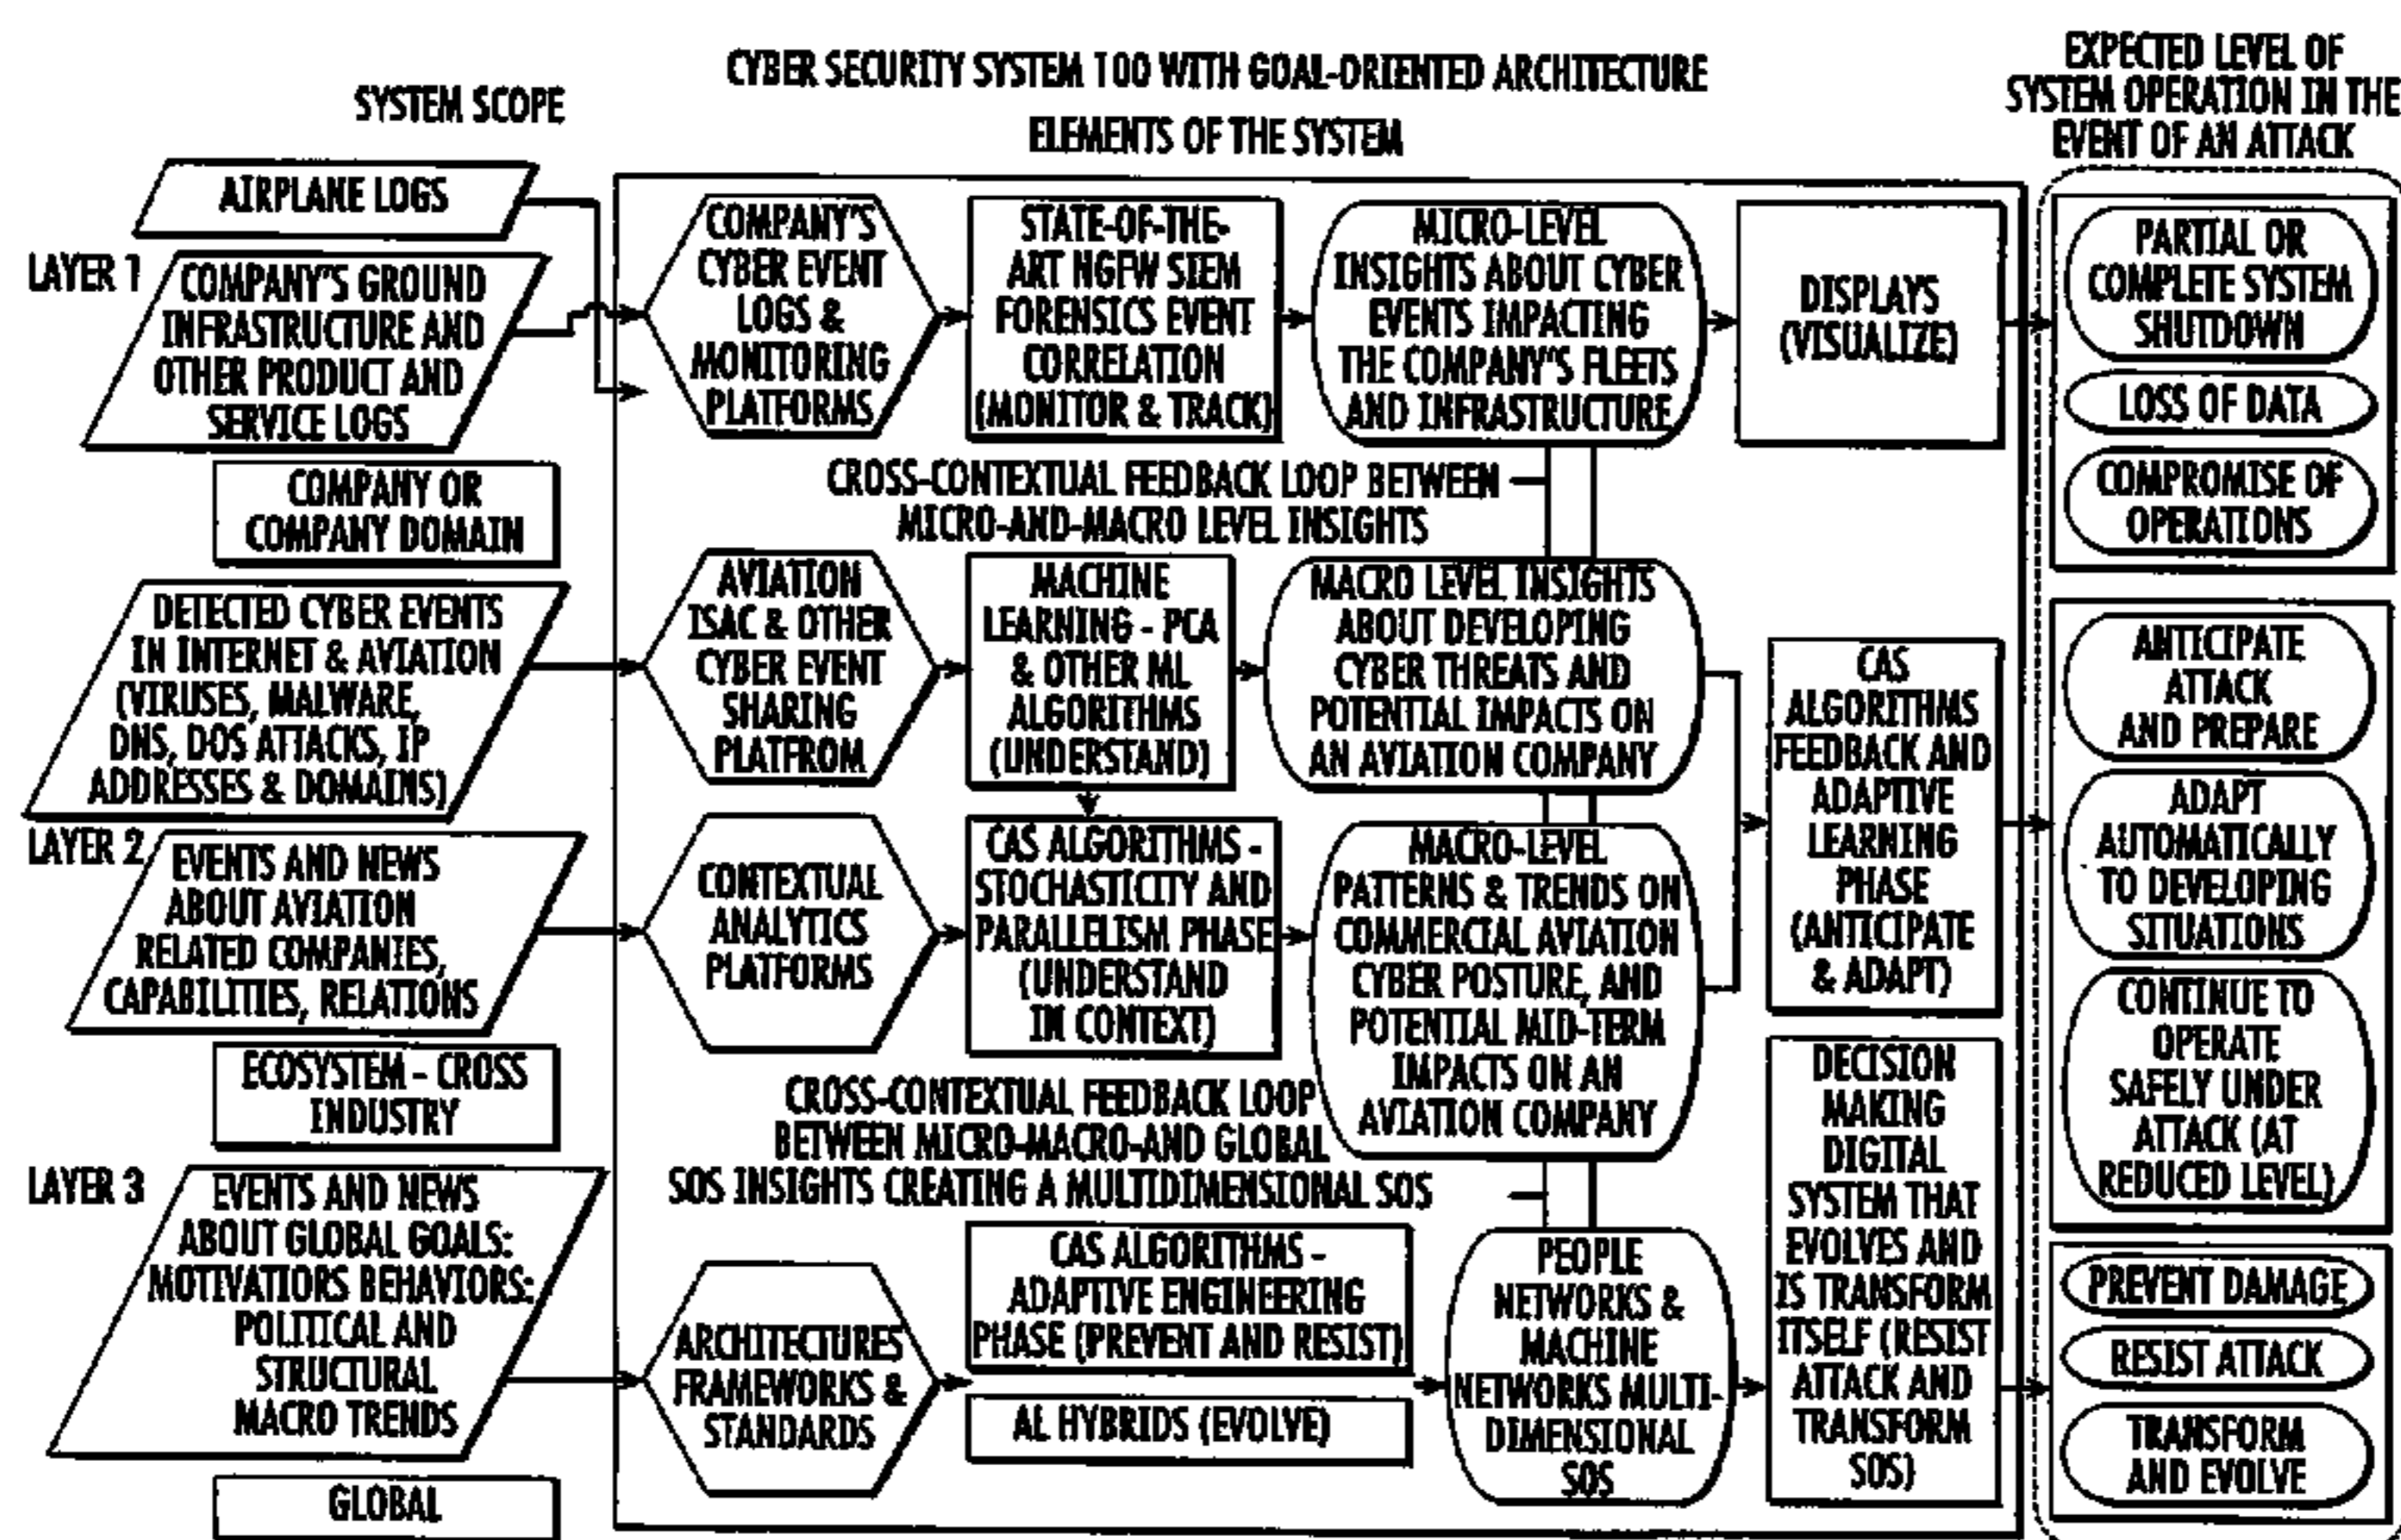 CYBER SECURITY SYSTEM 100 WITH GOAL-ORIENTED ARCHITECTURE
SYSTEM SCOPE
ELEMENTS OF THE SYSTEM
EXPECTED LEVEL OF
SYSTEM OPERATION IN THE
EVENT OF AN ATTACK
LAYER 1
AIRPLANE LOGS
COMPANY'S GROUND
INFRASTRUCTURE AND
OTHER PRODUCT AND
SERVICE LOGS
COMPANY OR
COMPANY DOMAIN
COMPANY'S
CYBER EVENT
LOGS &
MONITORING
PLATFORMS
STATE-OF-THE-
ART NGFW SIEM
FORENSICS EVENT
CORRELATION
(MONITOR & TRACK)
MICRO-LEVEL
INSIGHTS ABOUT CYBER
EVENTS IMPACTING
THE COMPANY'S FLEETS
AND INFRASTRUCTURE
DISPLAYS
(VISUALIZE)
PARTIAL OR
COMPLETE SYSTEM
SHUTDOWN
LOSS OF DATA
COMPROMISE OF
OPERATIONS
CROSS-CONTEXTUAL FEEDBACK LOOP BETWEEN
MICRO-AND-MACRO LEVEL INSIGHTS
DETECTED CYBER EVENTS
IN INTERNET & AVIATION
(VIRUSES, MALWARE,
DNS, DOS ATTACKS, IP
ADDRESSES & DOMAINS)
LAYER 2
EVENTS AND NEWS
ABOUT AVIATION
RELATED COMPANIES,
CAPABILITIES, RELATIONS
ECOSYSTEM - CROSS
INDUSTRY
AVIATION
ISAC & OTHER
CYBER EVENT
SHARING
PLATFROM
MACHINE
LEARNING - PCA
& OTHER ML
ALGORITHMS
(UNDERSTAND)
MACRO LEVEL INSIGHTS
ABOUT DEVELOPING
CYBER THREATS AND
POTENTIAL IMPACTS ON
AN AVIATION COMPANY
CONTEXTUAL
ANALYTICS
PLATFORMS
CAS ALGORITHMS -
STOCHASTICITY AND
PARALLELISM PHASE
(UNDERSTAND
IN CONTEXT)
MACRO-LEVEL
PATTERNS & TRENDS ON
COMMERCIAL AVIATION
CYBER POSTURE, AND
POTENTIAL MID-TERM
IMPACTS ON AN
AVIATION COMPANY
CAS
ALGORITHMS
FEEDBACK AND
ADAPTIVE
LEARNING
PHASE
(ANTICIPATE
& ADAPT)
ANTICIPATE
ATTACK
AND PREPARE
ADAPT
AUTOMATICALLY
TO DEVELOPING
SITUATIONS
CONTINUE TO
OPERATE
SAFELY UNDER
ATTACK (AT
REDUCED LEVEL)
CROSS-CONTEXTUAL FEEDBACK LOOP
BETWEEN MICRO-MACRO-AND GLOBAL
SOS INSIGHTS CREATING A MULTIDIMENSIONAL SOS
LAYER 3
EVENTS AND NEWS
ABOUT GLOBAL GOALS:
MOTIVATIORS BEHAVIORS:
POLITICAL AND
STRUCTURAL
MACRO TRENDS
GLOBAL
ARCHITECTURES
FRAMEWORKS &
STANDARDS
CAS ALGORITHMS -
ADAPTIVE ENGINEERING
PHASE (PREVENT AND RESIST)
AL HYBRIDS (EVOLVE)
PEOPLE
NETWORKS &
MACHINE
NETWORKS MULTI-
DIMENSIONAL
SOS
DECISION
MAKING
DIGITAL
SYSTEM THAT
EVOLVES AND
IS TRANSFORM
ITSELF (RESIST
ATTACK AND
TRANSFORM
SOS)
PREVENT DAMAGE
RESIST ATTACK
TRANSFORM
AND EVOLVE